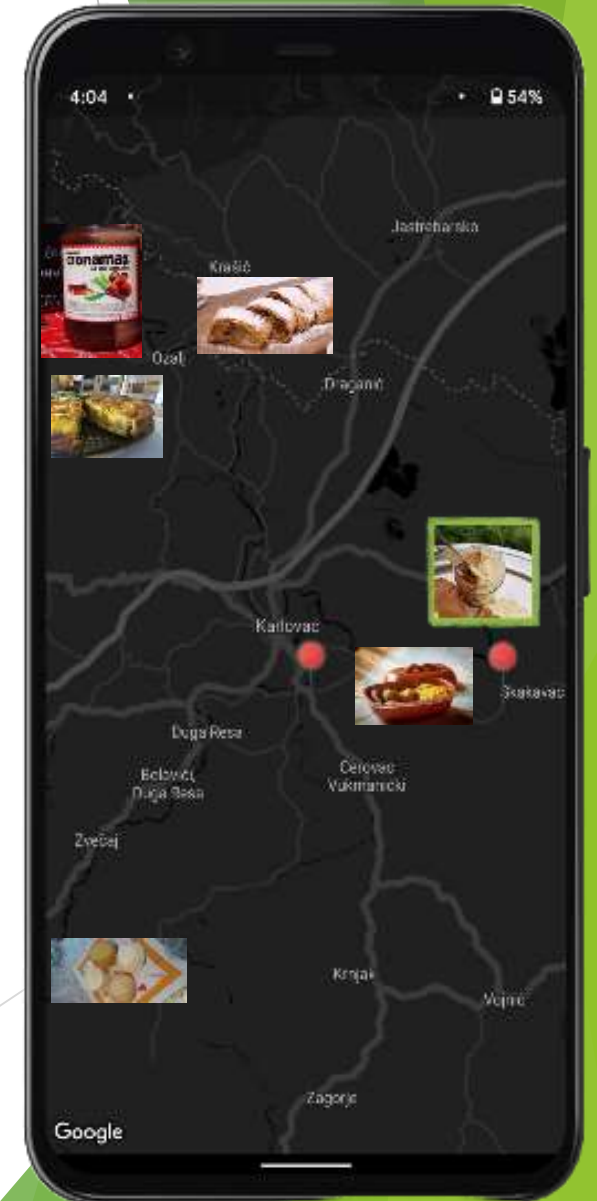 4:04
54%
Jastrebarsko
Krašić
Ozalj
Draganić
Karlovac
Skakavac
Duga Resa
Cerovac
Vukmanićki
Belavići,
Duga Resa
Zvečaj
Krnjak
Vojnić
Zagorje
Google